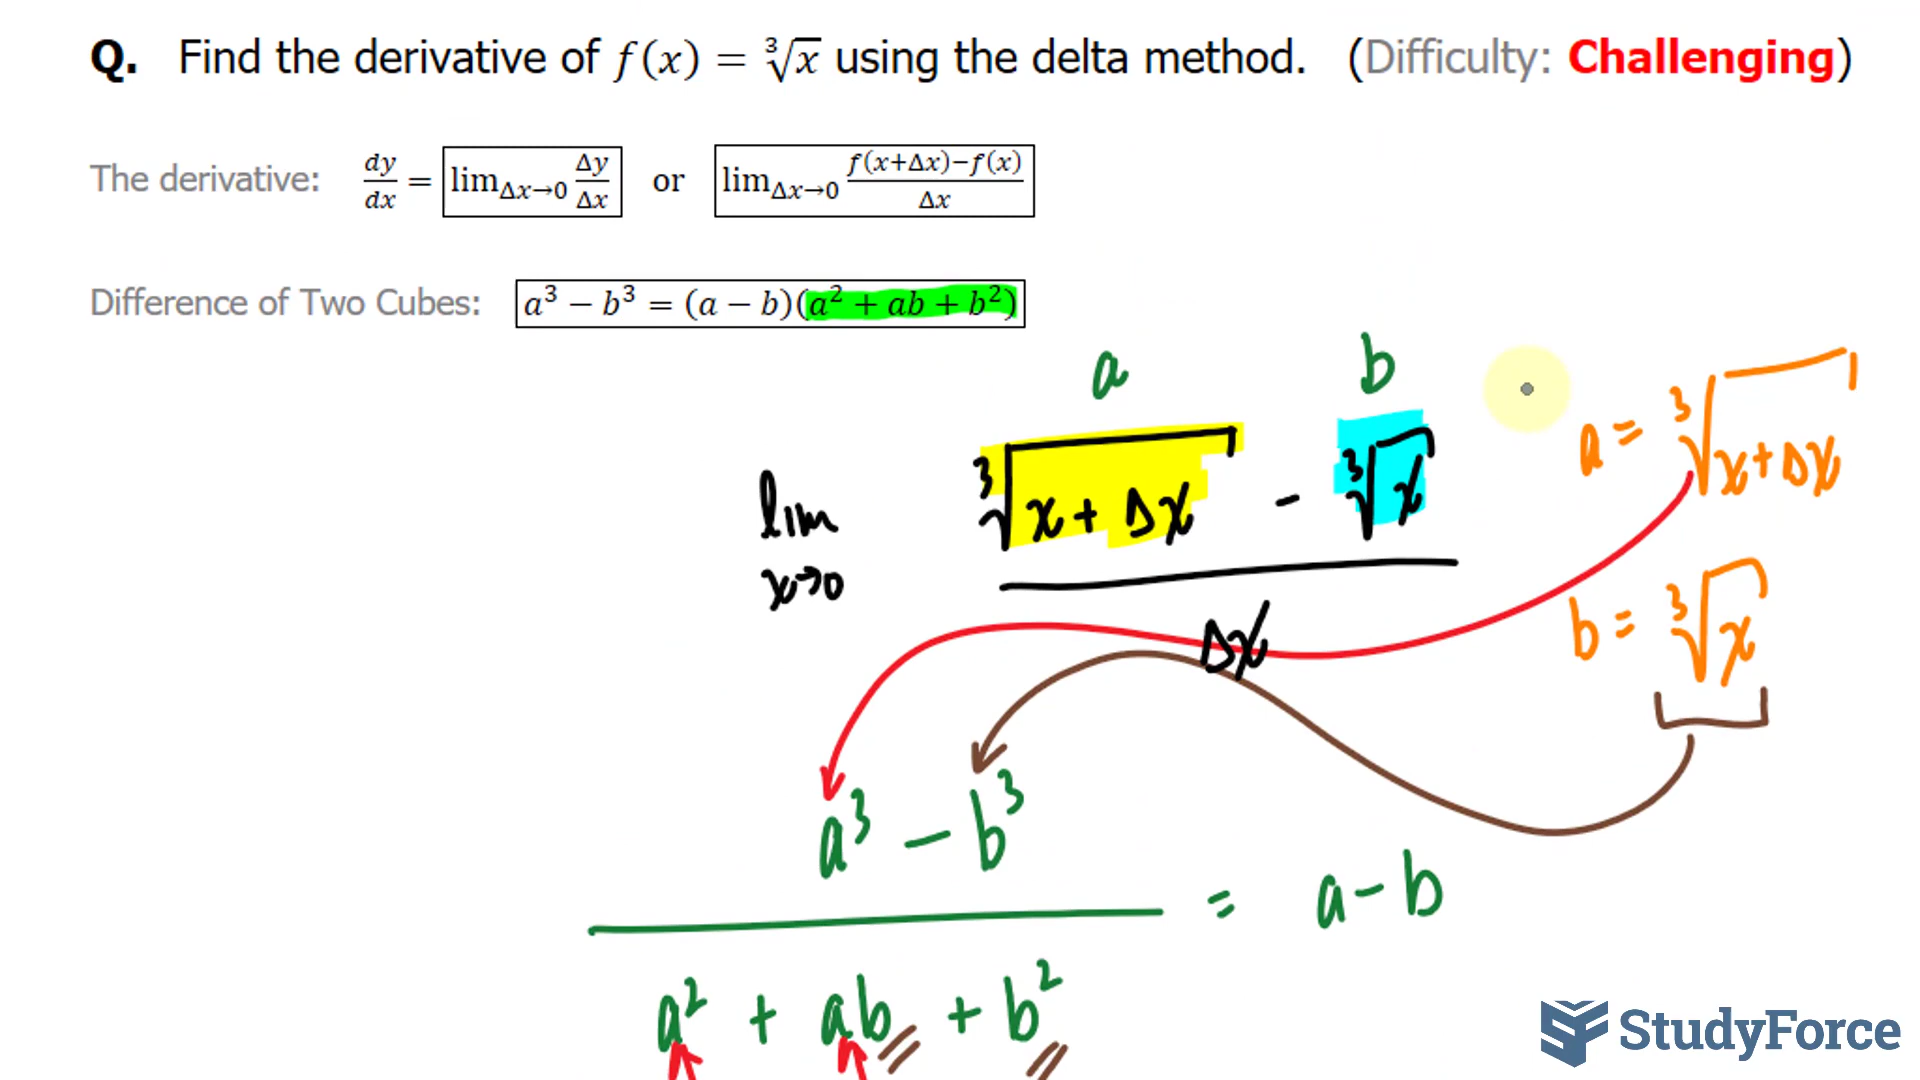 Q. Find the derivative of f(x) = ∛x using the delta method. (Difficulty: Challenging)
The derivative: dy/dx = lim_{Δx→0} Δy/Δx or lim_{Δx→0} (f(x+Δx)−f(x))/Δx
Difference of Two Cubes: a³ − b³ = (a − b)(a² + ab + b²)
a b
lim x→0 (∛(x + Δx) - ∛x)/Δx
a = ∛(x+Δx)
b = ∛x
(a³ − b³)/(a² + ab + b²) = a − b
StudyForce